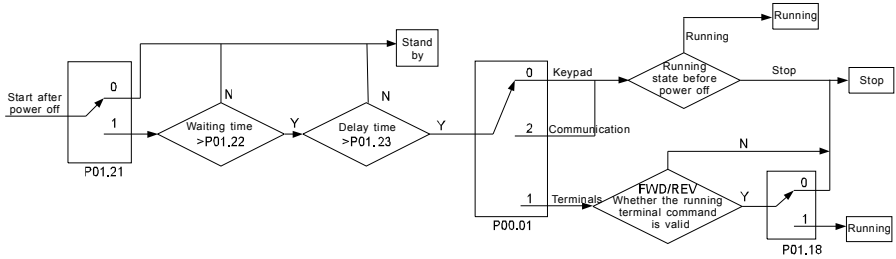 Start after
power off
0
1
P01.21
N
Waiting time
>P01.22
Y
N
Delay time
>P01.23
Y
Stand
by
0
Keypad
2
Communication
1
Terminals
P00.01
Running
Running
Running
state before
power off
Stop
Stop
N
FWD/REV
Whether the running
terminal command
is valid
Y
0
1
P01.18
Running